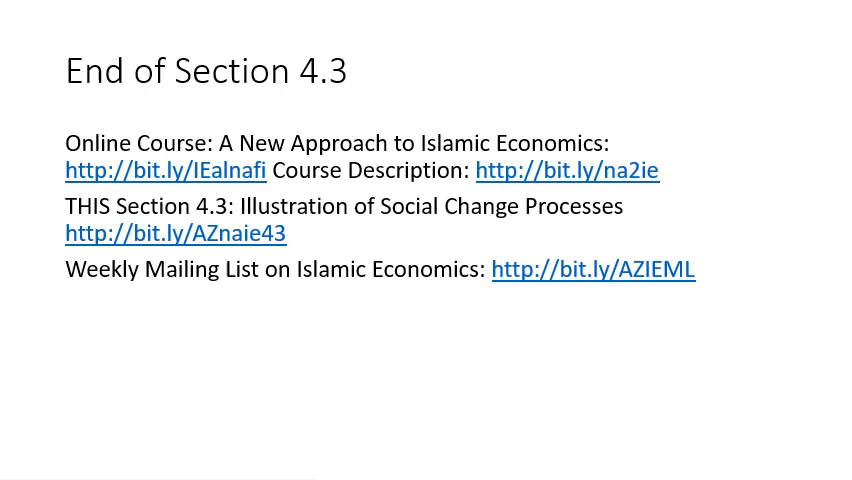 End of Section 4.3
Online Course: A New Approach to Islamic Economics:
http://bit.ly/IEalnafi Course Description: http://bit.ly/na2ie
THIS Section 4.3: Illustration of Social Change Processes
http://bit.ly/AZnaie43
Weekly Mailing List on Islamic Economics: http://bit.ly/AZIEML